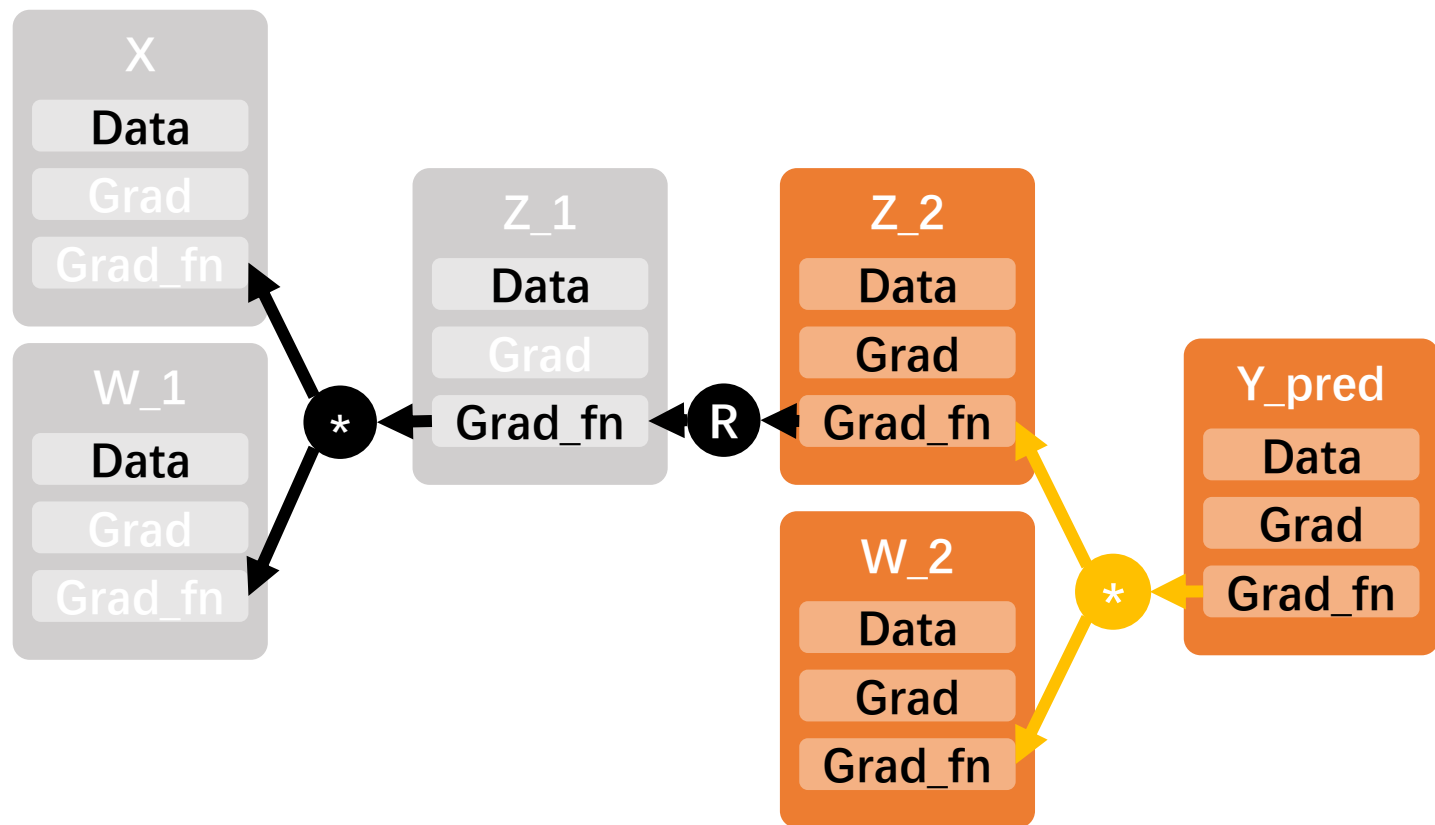 X
Data
Grad
Grad_fn
W_1
Data
Grad
Grad_fn
*
Z_1
Data
Grad
Grad_fn
R
Z_2
Data
Grad
Grad_fn
W_2
Data
Grad
Grad_fn
*
Y_pred
Data
Grad
Grad_fn